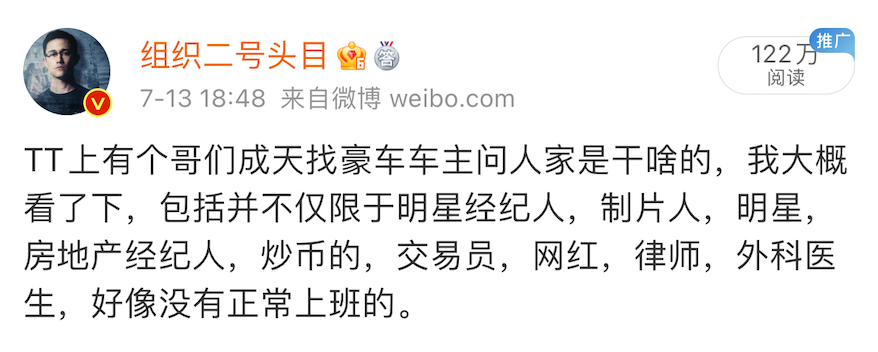 组织二号头目
122万
推广
阅读
7-13 18:48 来自微博 weibo.com
TT上有个哥们成天找豪车车主问人家是干啥的，我大概
看了下，包括并不仅限于明星经纪人，制片人，明星，
房地产经纪人，炒币的，交易员，网红，律师，外科医
生，好像没有正常上班的。